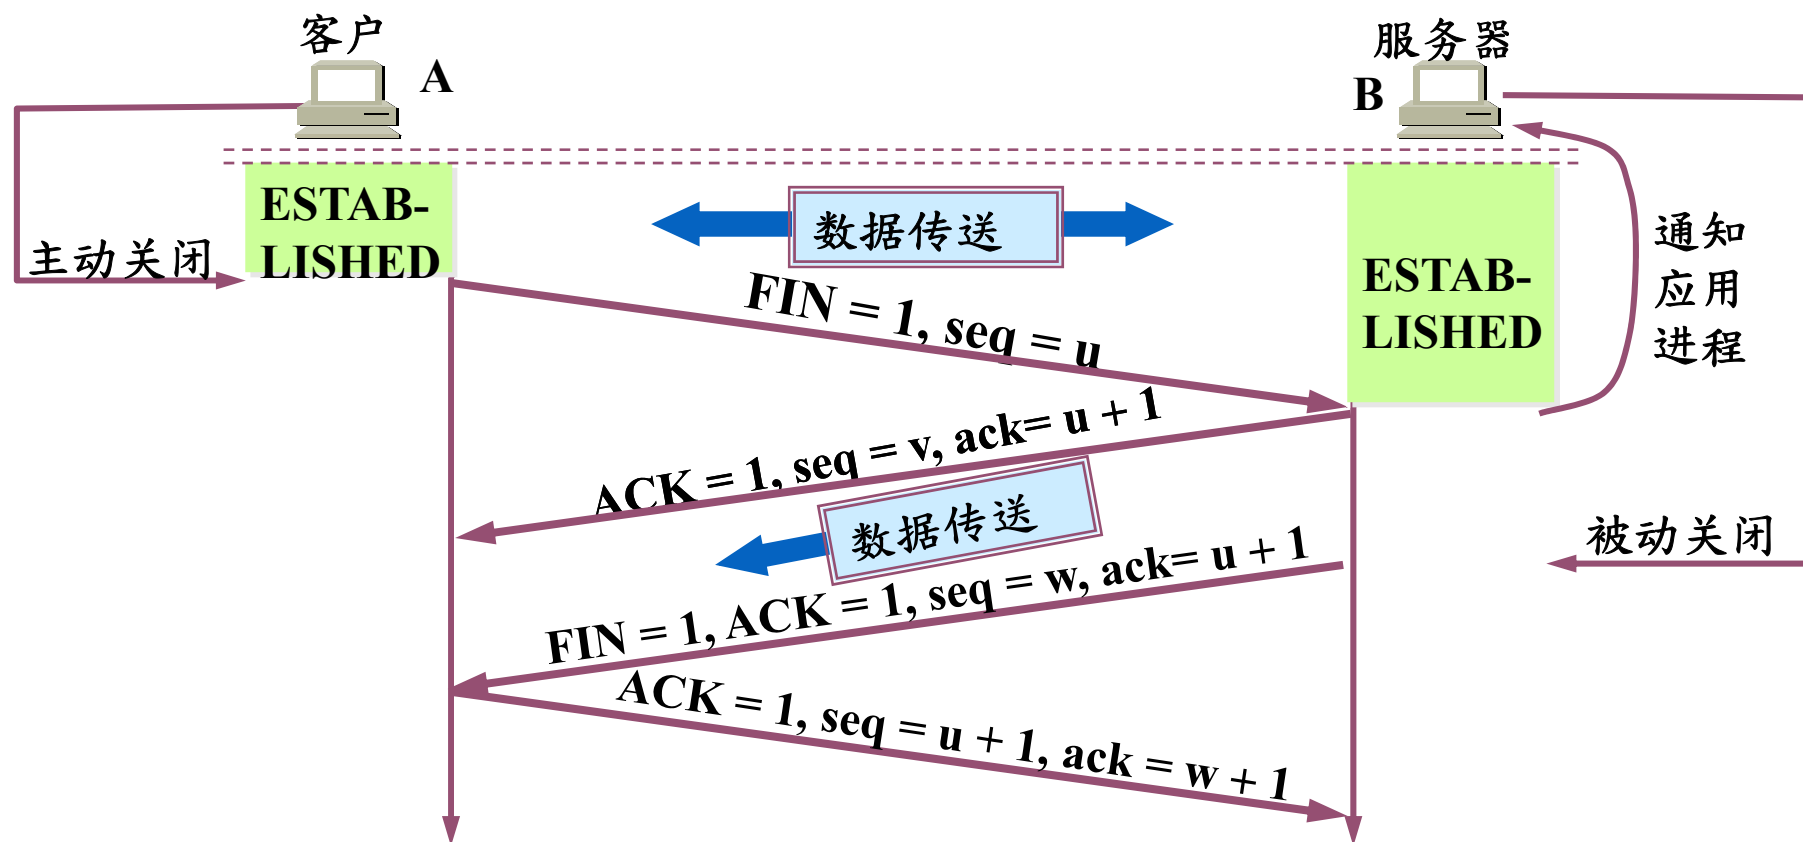 客户
A
服务器
B
ESTAB-
LISHED
数据传送
主动关闭
ESTAB-
LISHED
通知
应用
进程
FIN = 1, seq = u
ACK = 1, seq = v, ack= u + 1
数据传送
被动关闭
FIN = 1, ACK = 1, seq = w, ack= u + 1
ACK = 1, seq = u + 1, ack = w + 1